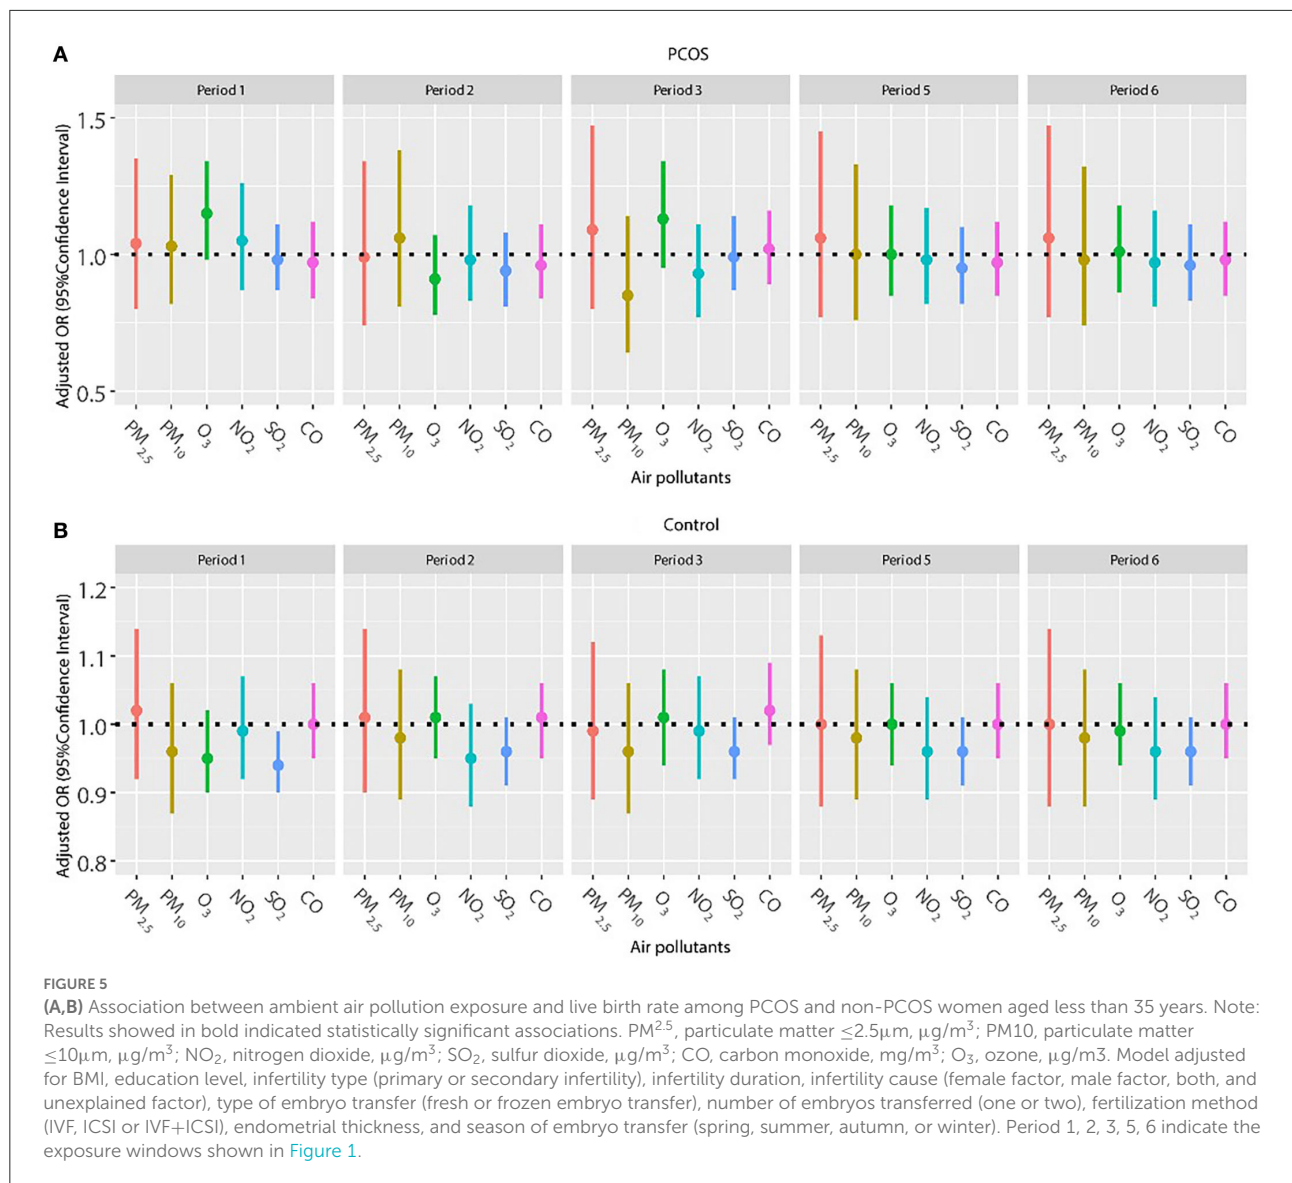 A
PCOS
Period 1 Period 2 Period 3 Period 5 Period 6
Adjusted OR (95%Confidence Interval)
1.5
1.0
0.5
PM2.5 PM10 O3 NO2 SO2 CO PM2.5 PM10 O3 NO2 SO2 CO PM2.5 PM10 O3 NO2 SO2 CO PM2.5 PM10 O3 NO2 SO2 CO PM2.5 PM10 O3 NO2 SO2 CO
Air pollutants
B
Control
Period 1 Period 2 Period 3 Period 5 Period 6
Adjusted OR (95%Confidence Interval)
1.2
1.1
1.0
0.9
0.8
PM2.5 PM10 O3 NO2 SO2 CO PM2.5 PM10 O3 NO2 SO2 CO PM2.5 PM10 O3 NO2 SO2 CO PM2.5 PM10 O3 NO2 SO2 CO PM2.5 PM10 O3 NO2 SO2 CO
Air pollutants
FIGURE 5
(A,B) Association between ambient air pollution exposure and live birth rate among PCOS and non-PCOS women aged less than 35 years. Note:
Results showed in bold indicated statistically significant associations. PM²·⁵, particulate matter ≤2.5μm, μg/m³; PM10, particulate matter
≤10μm, μg/m³; NO₂, nitrogen dioxide, μg/m³; SO₂, sulfur dioxide, μg/m³; CO, carbon monoxide, mg/m³; O₃, ozone, μg/m3. Model adjusted
for BMI, education level, infertility type (primary or secondary infertility), infertility duration, infertility cause (female factor, male factor, both, and
unexplained factor), type of embryo transfer (fresh or frozen embryo transfer), number of embryos transferred (one or two), fertilization method
(IVF, ICSI or IVF+ICSI), endometrial thickness, and season of embryo transfer (spring, summer, autumn, or winter). Period 1, 2, 3, 5, 6 indicate the
exposure windows shown in Figure 1.